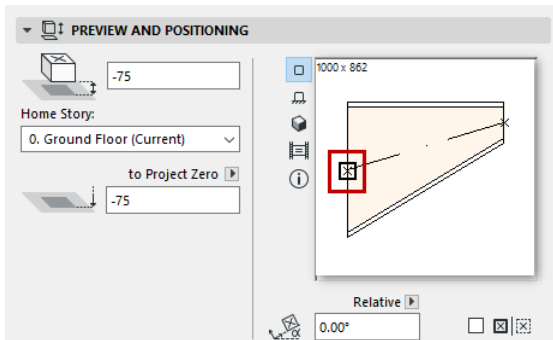 PREVIEW AND POSITIONING
-75
1000 x 862
Home Story:
0. Ground Floor (Current)
to Project Zero
-75
Relative
α
0.00°